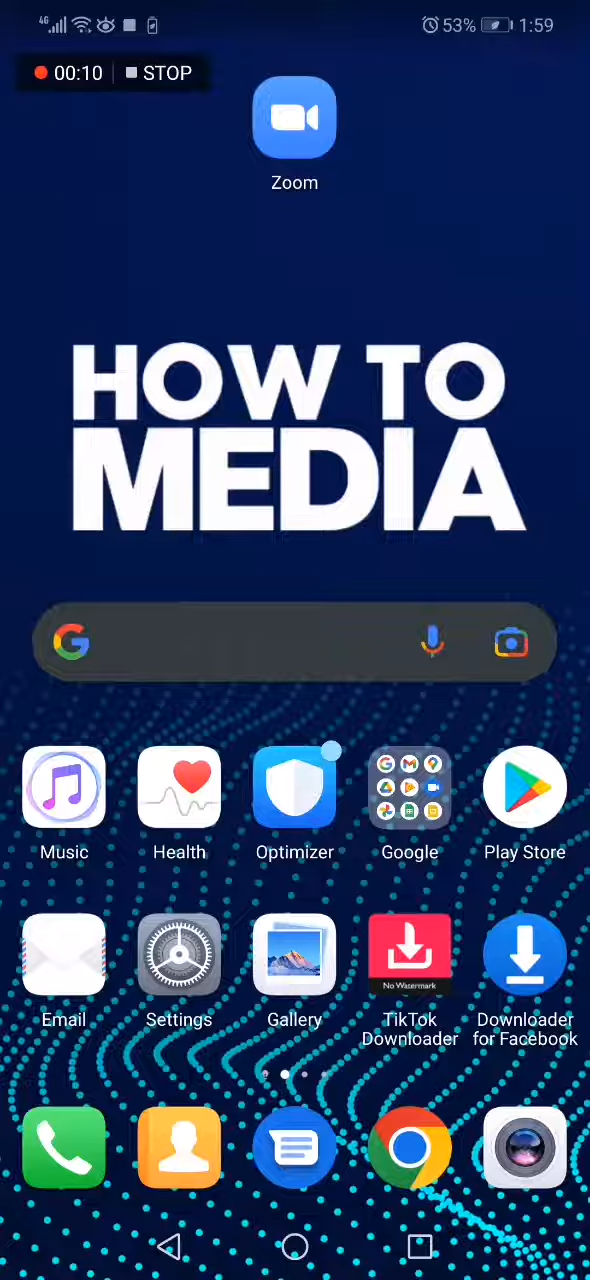 4G 53% 1:59
00:10 STOP
Zoom
HOW TO
MEDIA
Music Health Optimizer Google Play Store
No Watermark
Email Settings Gallery TikTok Downloader
Downloader for Facebook